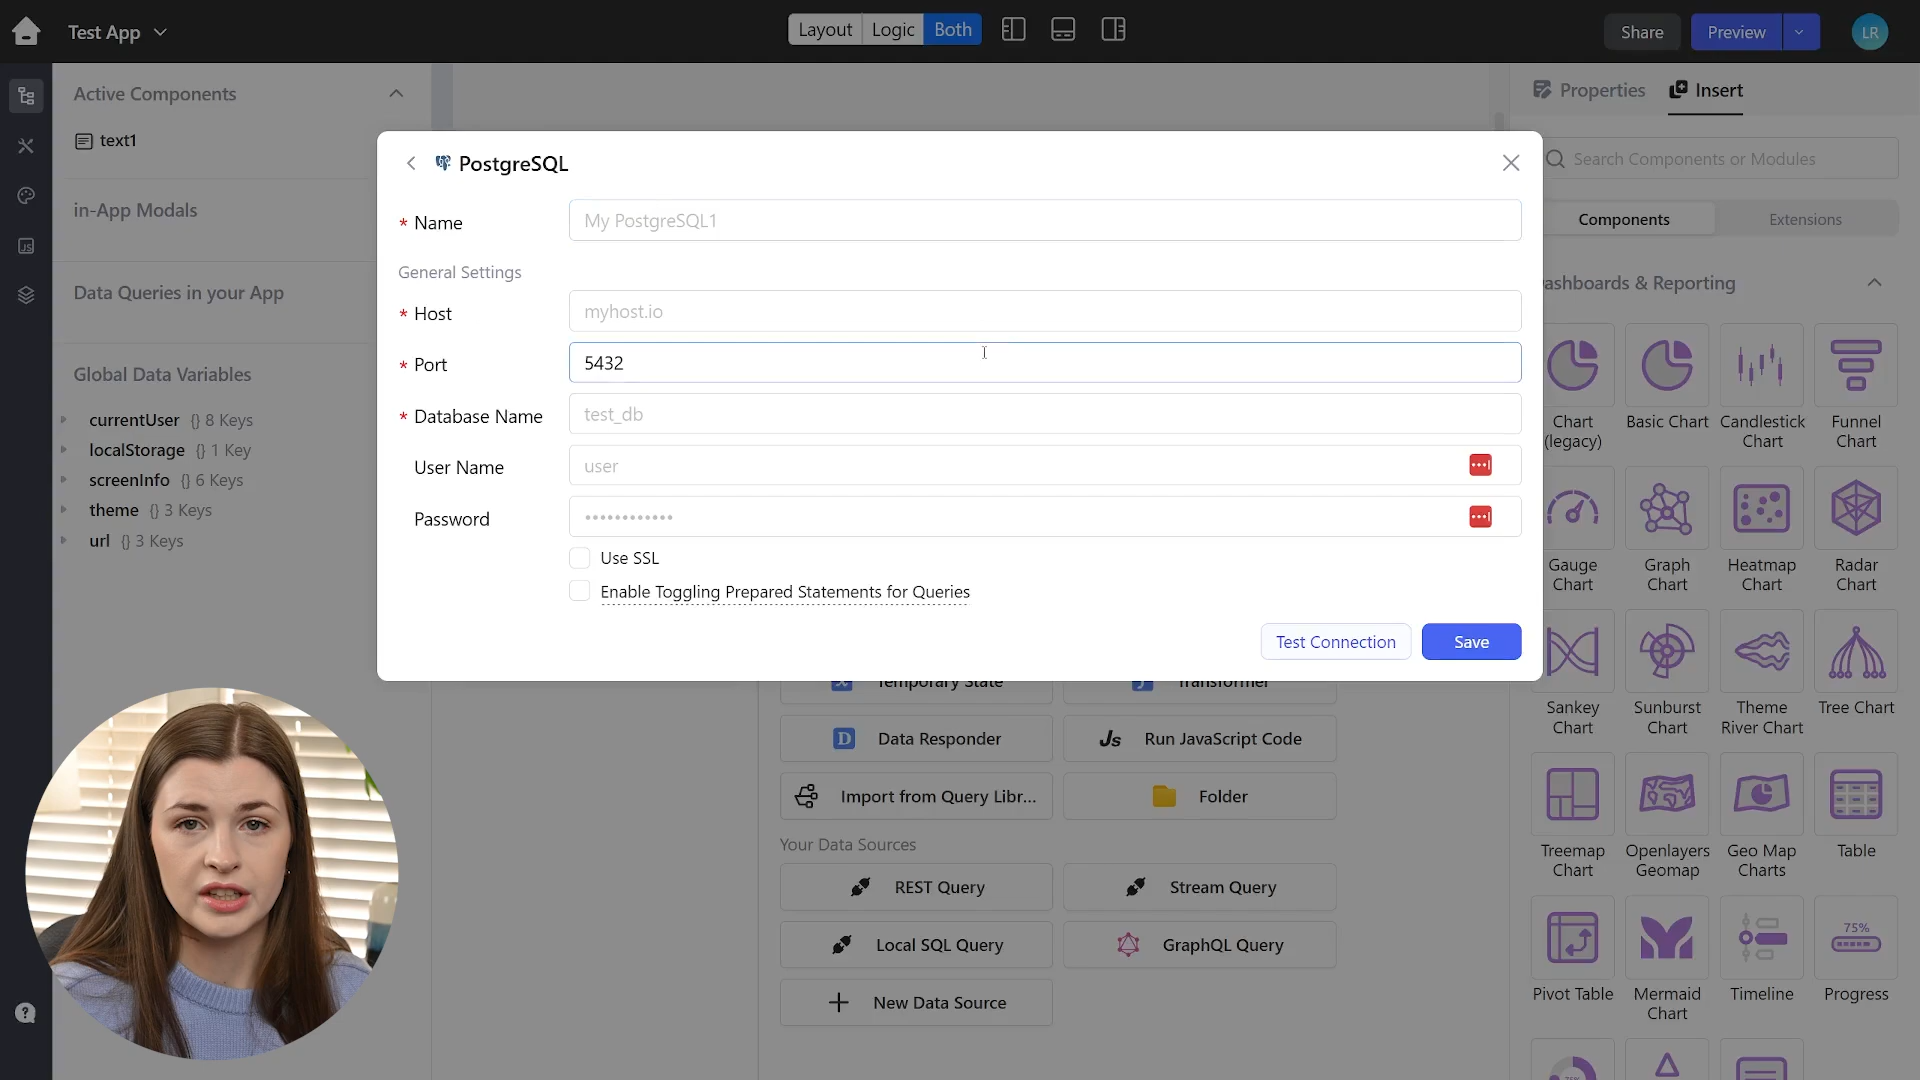 Test App
Layout
Logic
Both
Share
Preview
LR
Active Components
text1
in-App Modals
Data Queries in your App
Global Data Variables
currentUser {} 8 Keys
localStorage {} 1 Key
screenInfo {} 6 Keys
theme {} 3 Keys
url {} 3 Keys
PostgreSQL
* Name
My PostgreSQL1
General Settings
* Host
myhost.io
* Port
5432
* Database Name
test_db
User Name
user
Password
Use SSL
Enable Toggling Prepared Statements for Queries
Test Connection
Save
Temporary State
Transformer
D Data Responder
Js Run JavaScript Code
Import from Query Libr...
Folder
Your Data Sources
REST Query
Stream Query
Local SQL Query
GraphQL Query
New Data Source
Properties
Insert
Search Components or Modules
Components
Extensions
ashboards & Reporting
Chart
(legacy)
Basic Chart
Candlestick
Chart
Funnel
Chart
Gauge
Chart
Graph
Chart
Heatmap
Chart
Radar
Chart
Sankey
Chart
Sunburst
Chart
Theme
River Chart
Tree Chart
Treemap
Chart
Openlayers
Geomap
Geo Map
Charts
Table
Pivot Table
Mermaid
Chart
Timeline
75%
Progress
75%